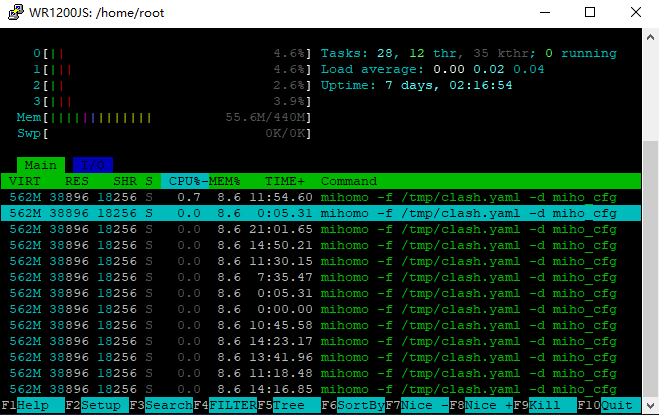 WR1200JS: /home/root
0[|| 4.6%] Tasks: 28, 12 thr, 35 kthr; 0 running
1[||| 4.6%] Load average: 0.00 0.02 0.04
2[|| 2.6%] Uptime: 7 days, 02:16:54
3[||| 3.9%]
Mem[||||||||||||| 55.6M/440M]
Swp[ 0K/0K]
Main I/O
VIRT RES SHR S CPU%-MEM% TIME+ Command
562M 38896 18256 S 0.7 8.6 11:54.60 mihomo -f /tmp/clash.yaml -d miho_cfg
562M 38896 18256 S 0.0 8.6 0:05.31 mihomo -f /tmp/clash.yaml -d miho_cfg
562M 38896 18256 S 0.0 8.6 21:01.65 mihomo -f /tmp/clash.yaml -d miho_cfg
562M 38896 18256 S 0.0 8.6 14:50.21 mihomo -f /tmp/clash.yaml -d miho_cfg
562M 38896 18256 S 0.0 8.6 11:30.15 mihomo -f /tmp/clash.yaml -d miho_cfg
562M 38896 18256 S 0.0 8.6 7:35.47 mihomo -f /tmp/clash.yaml -d miho_cfg
562M 38896 18256 S 0.0 8.6 0:05.31 mihomo -f /tmp/clash.yaml -d miho_cfg
562M 38896 18256 S 0.0 8.6 0:00.00 mihomo -f /tmp/clash.yaml -d miho_cfg
562M 38896 18256 S 0.0 8.6 10:45.58 mihomo -f /tmp/clash.yaml -d miho_cfg
562M 38896 18256 S 0.0 8.6 14:23.17 mihomo -f /tmp/clash.yaml -d miho_cfg
562M 38896 18256 S 0.0 8.6 13:41.96 mihomo -f /tmp/clash.yaml -d miho_cfg
562M 38896 18256 S 0.0 8.6 11:18.48 mihomo -f /tmp/clash.yaml -d miho_cfg
562M 38896 18256 S 0.0 8.6 14:16.85 mihomo -f /tmp/clash.yaml -d miho_cfg
F1Help F2Setup F3SearchF4FILTERF5Tree F6SortByF7Nice -F8Nice +F9Kill F10Quit